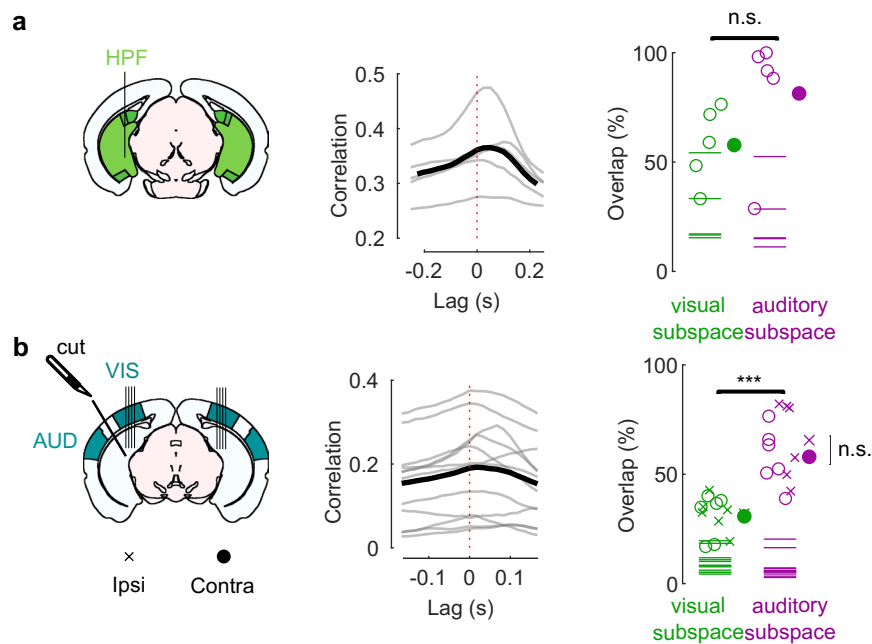 a
HPF
Correlation
0.5
0.4
0.3
0.2
-0.2 0 0.2
Lag (s)
n.s.
Overlap (%)
100
50
0
visual auditory
subspace subspace
b
cut
VIS
AUD
× Ipsi
Contra
Correlation
0.4
0.2
0
-0.1 0 0.1
Lag (s)
***
n.s.
Overlap (%)
100
50
0
visual auditory
subspace subspace